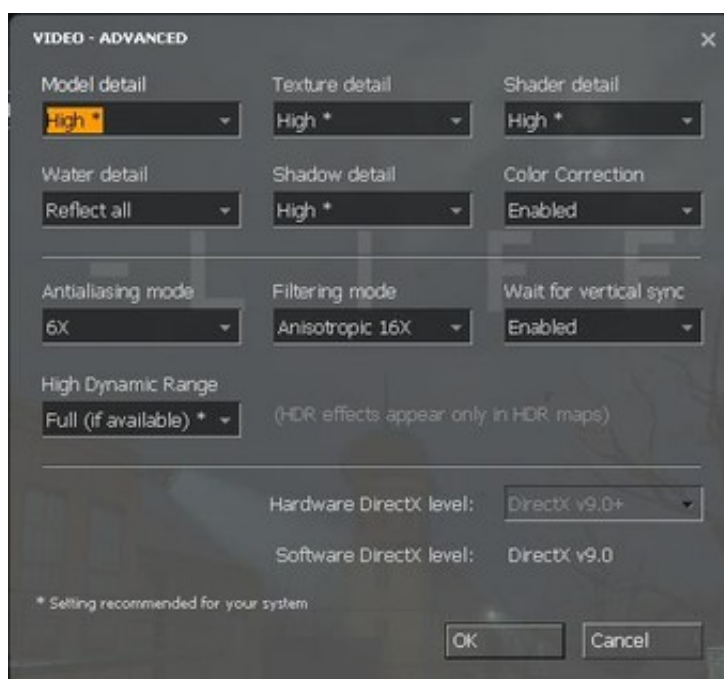 VIDEO - ADVANCED
Model detail Texture detail Shader detail
High * High * High *
Water detail Shadow detail Color Correction
Reflect all High * Enabled
- L I F E
Antialiasing mode Filtering mode Wait for vertical sync
6X Anisotropic 16X Enabled
High Dynamic Range
Full (if available) * (HDR effects appear only in HDR maps)
Hardware DirectX level: DirectX v9.0+
Software DirectX level: DirectX v9.0
* Setting recommended for your system
OK Cancel